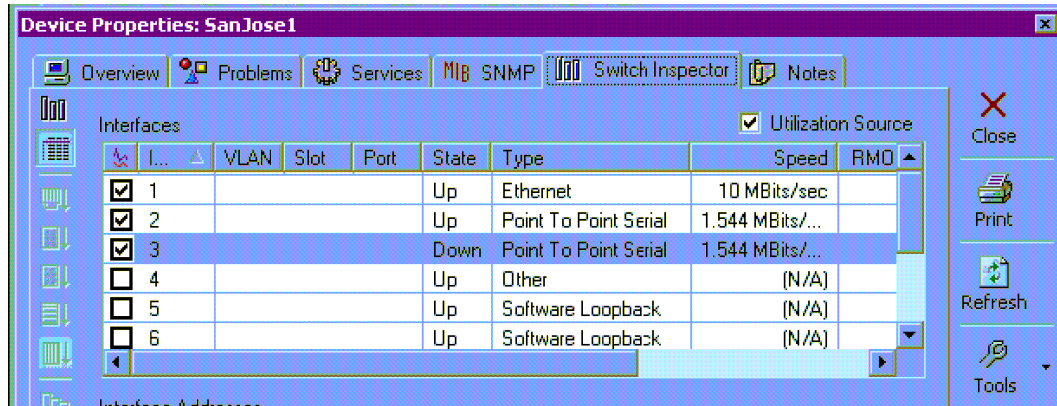 Device Properties: SanJose1
Overview Problems Services MIB SNMP Switch Inspector Notes
Interfaces Utilization Source
I... VLAN Slot Port State Type Speed RMO
1 Up Ethernet 10 MBits/sec
2 Up Point To Point Serial 1.544 MBits/...
3 Down Point To Point Serial 1.544 MBits/...
4 Up Other (N/A)
5 Up Software Loopback (N/A)
6 Up Software Loopback (N/A)
Interface Addresses
Close
Print
Refresh
Tools